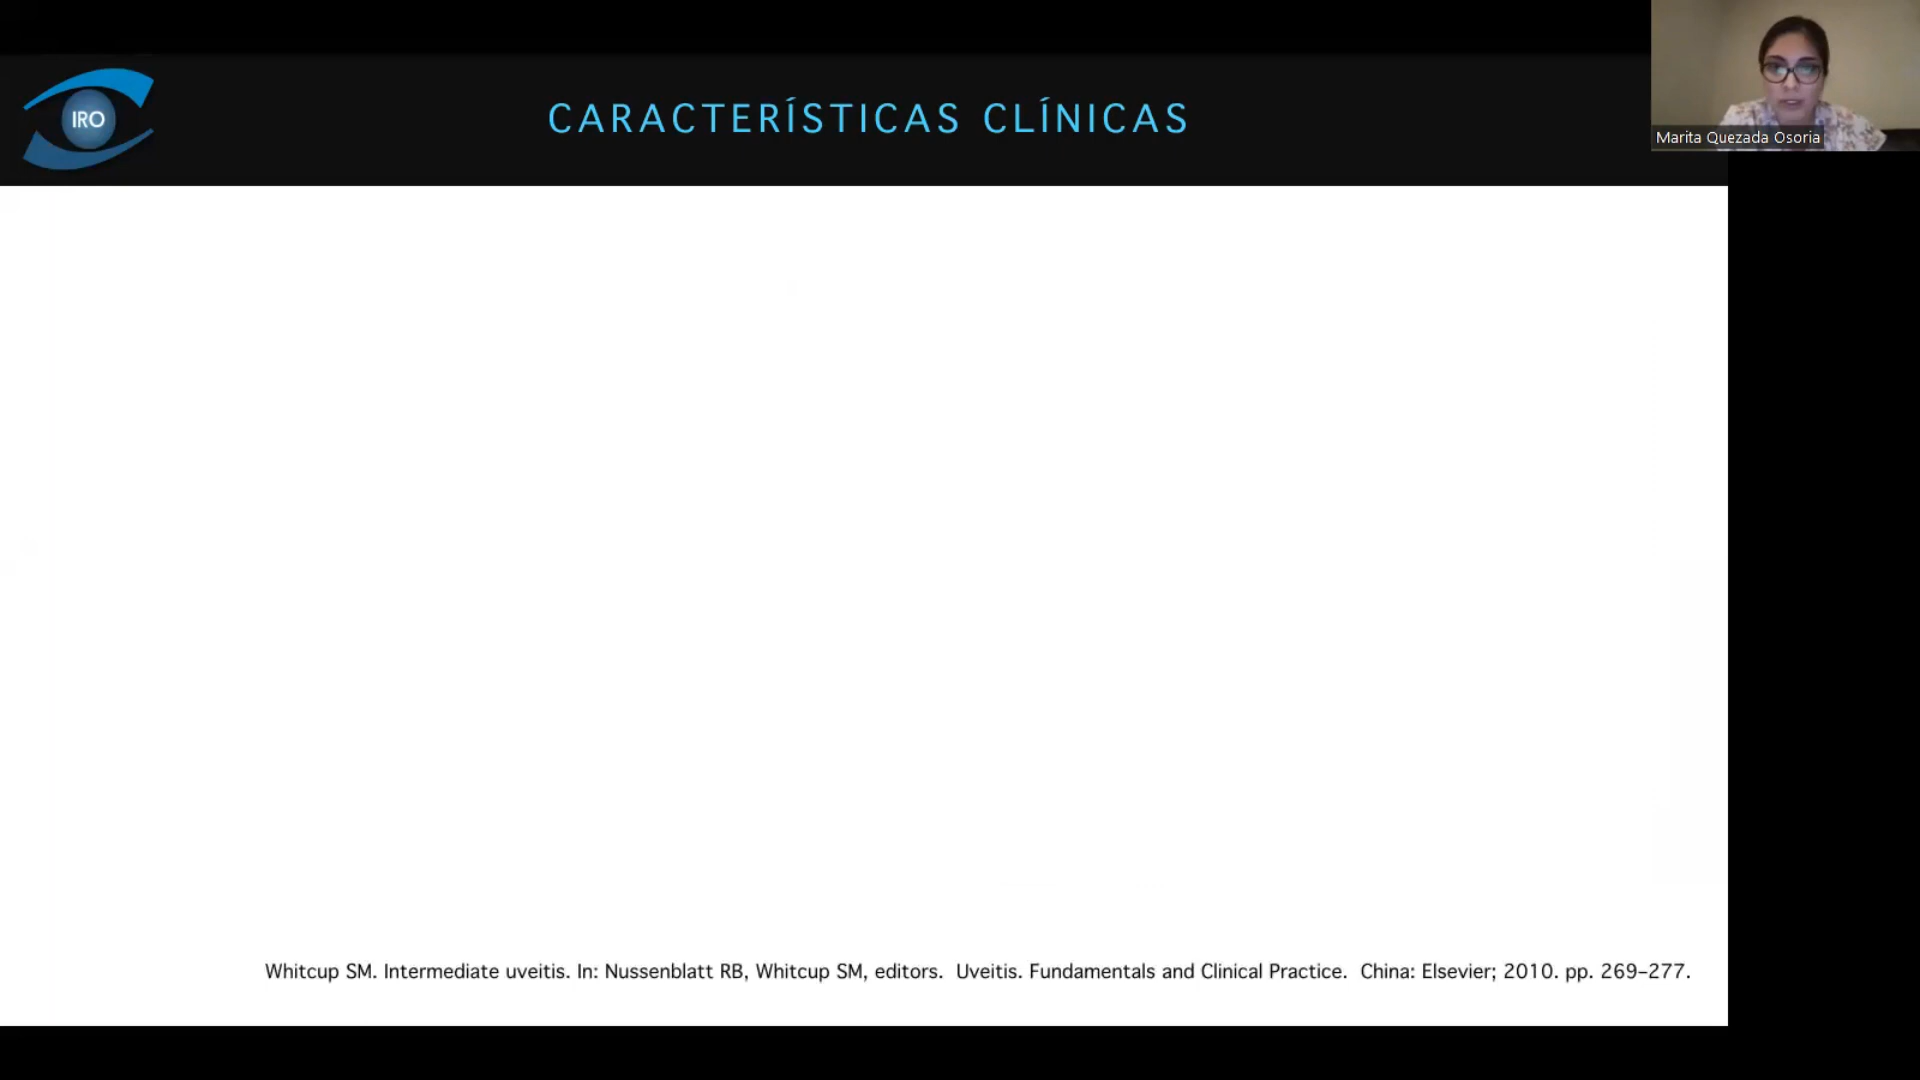 IRO
CARACTERÍSTICAS CLÍNICAS
Marita Quezada Osoria
Whitcup SM. Intermediate uveitis. In: Nussenblatt RB, Whitcup SM, editors. Uveitis. Fundamentals and Clinical Practice. China: Elsevier; 2010. pp. 269–277.